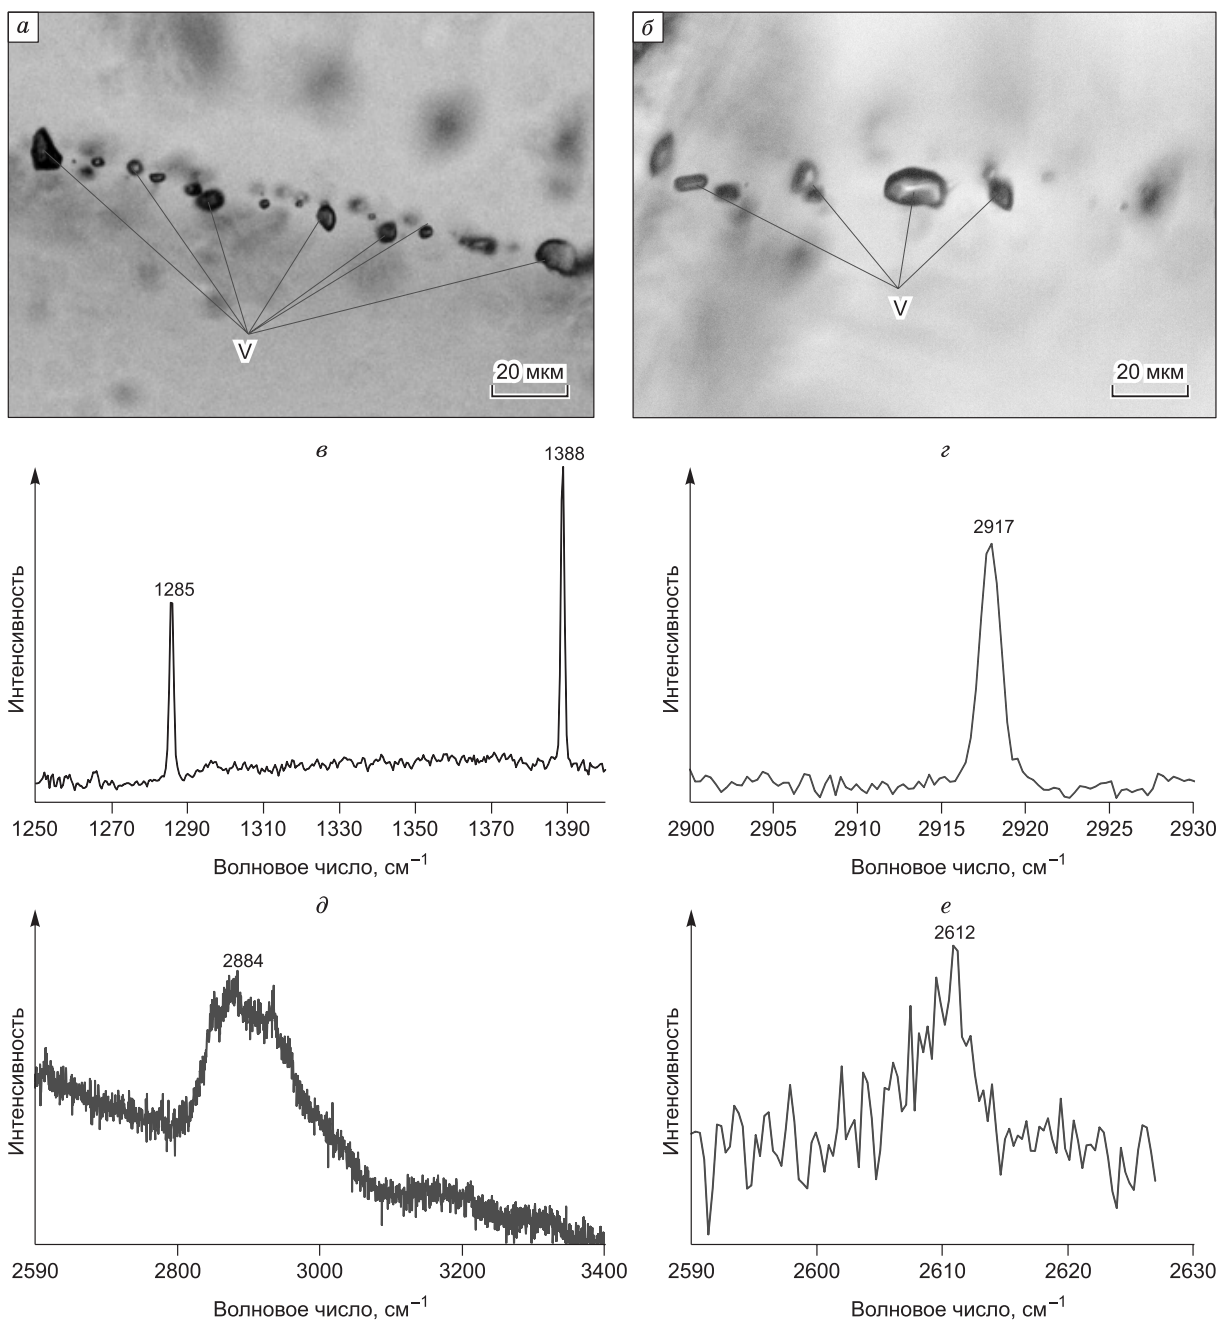 а
б
V
V
20 мкм
20 мкм
в
г
1388
2917
1285
Интенсивность
Интенсивность
1250 1270 1290 1310 1330 1350 1370 1390
2900 2905 2910 2915 2920 2925 2930
Волновое число, см⁻¹
Волновое число, см⁻¹
д
е
2884
2612
Интенсивность
Интенсивность
2590 2800 3000 3200 3400
2590 2600 2610 2620 2630
Волновое число, см⁻¹
Волновое число, см⁻¹